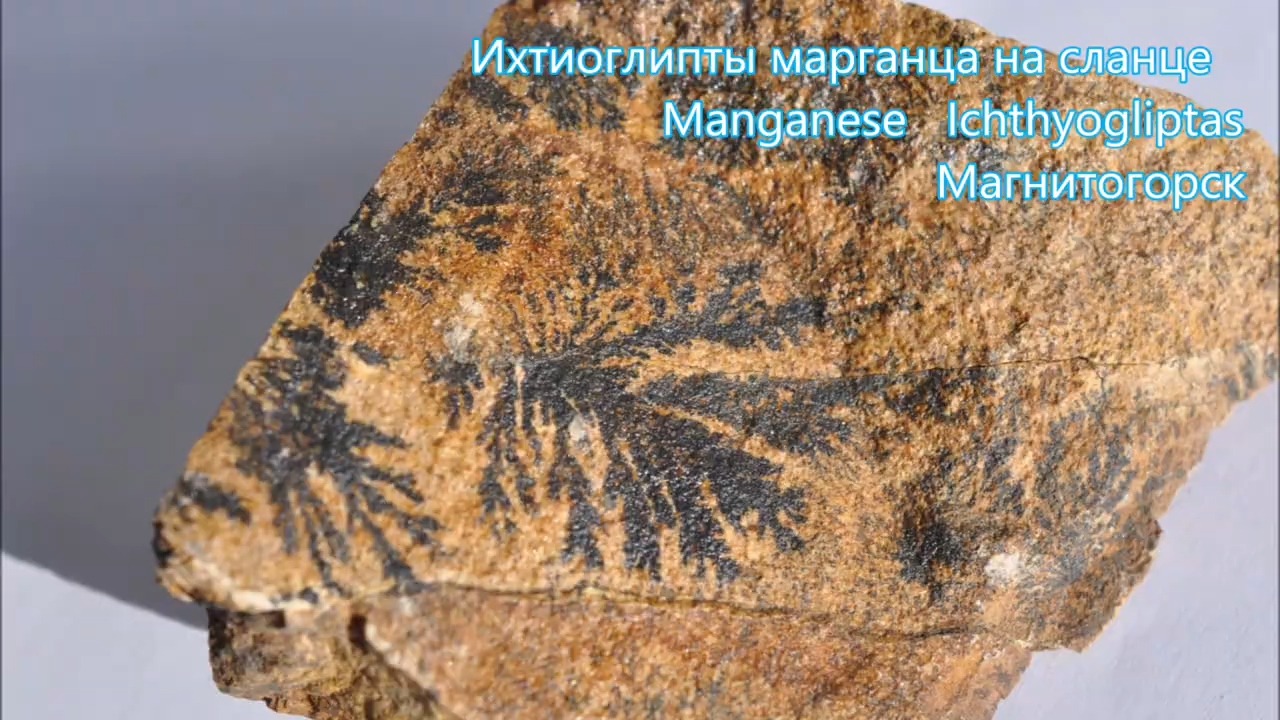 Ихтиоглипты марганца на сланце
Manganese Ichthyogliptas
Магнитогорск